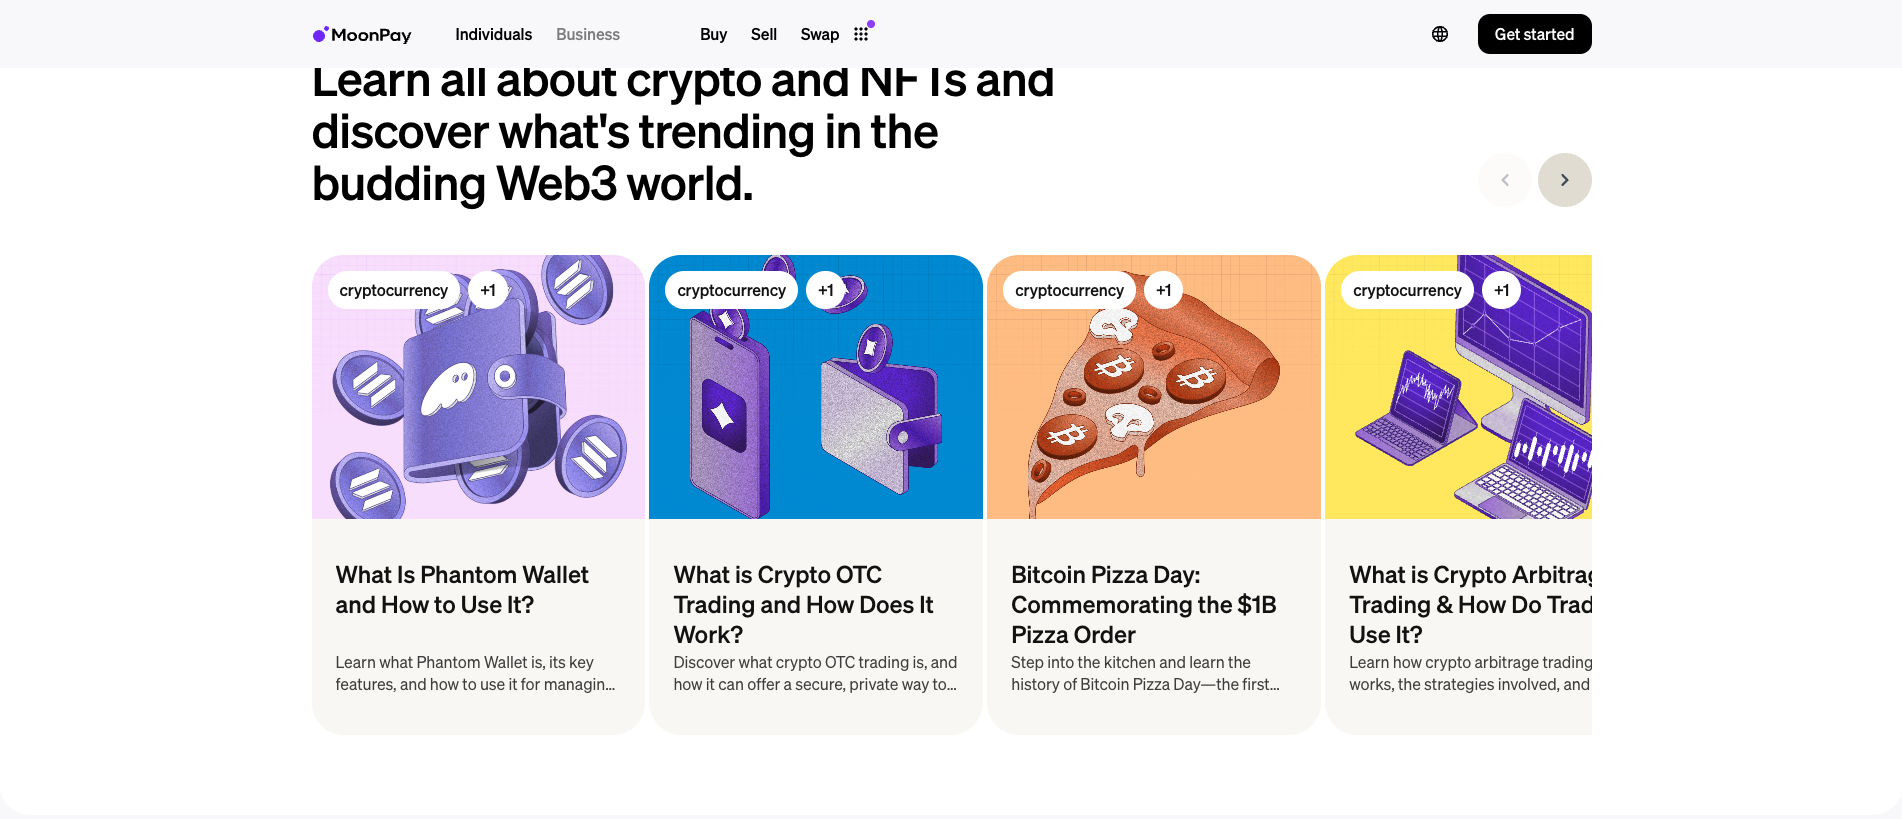 MoonPay
Individuals
Business
Buy
Sell
Swap
Get started
Learn all about crypto and NFTs and
discover what's trending in the
budding Web3 world.
cryptocurrency
+1
What Is Phantom Wallet
and How to Use It?
Learn what Phantom Wallet is, its key
features, and how to use it for managin...
cryptocurrency
+1
What is Crypto OTC
Trading and How Does It
Work?
Discover what crypto OTC trading is, and
how it can offer a secure, private way to...
cryptocurrency
+1
Bitcoin Pizza Day:
Commemorating the $1B
Pizza Order
Step into the kitchen and learn the
history of Bitcoin Pizza Day—the first...
cryptocurrency
+1
What is Crypto Arbitrag
Trading & How Do Trad
Use It?
Learn how crypto arbitrage trading
works, the strategies involved, and